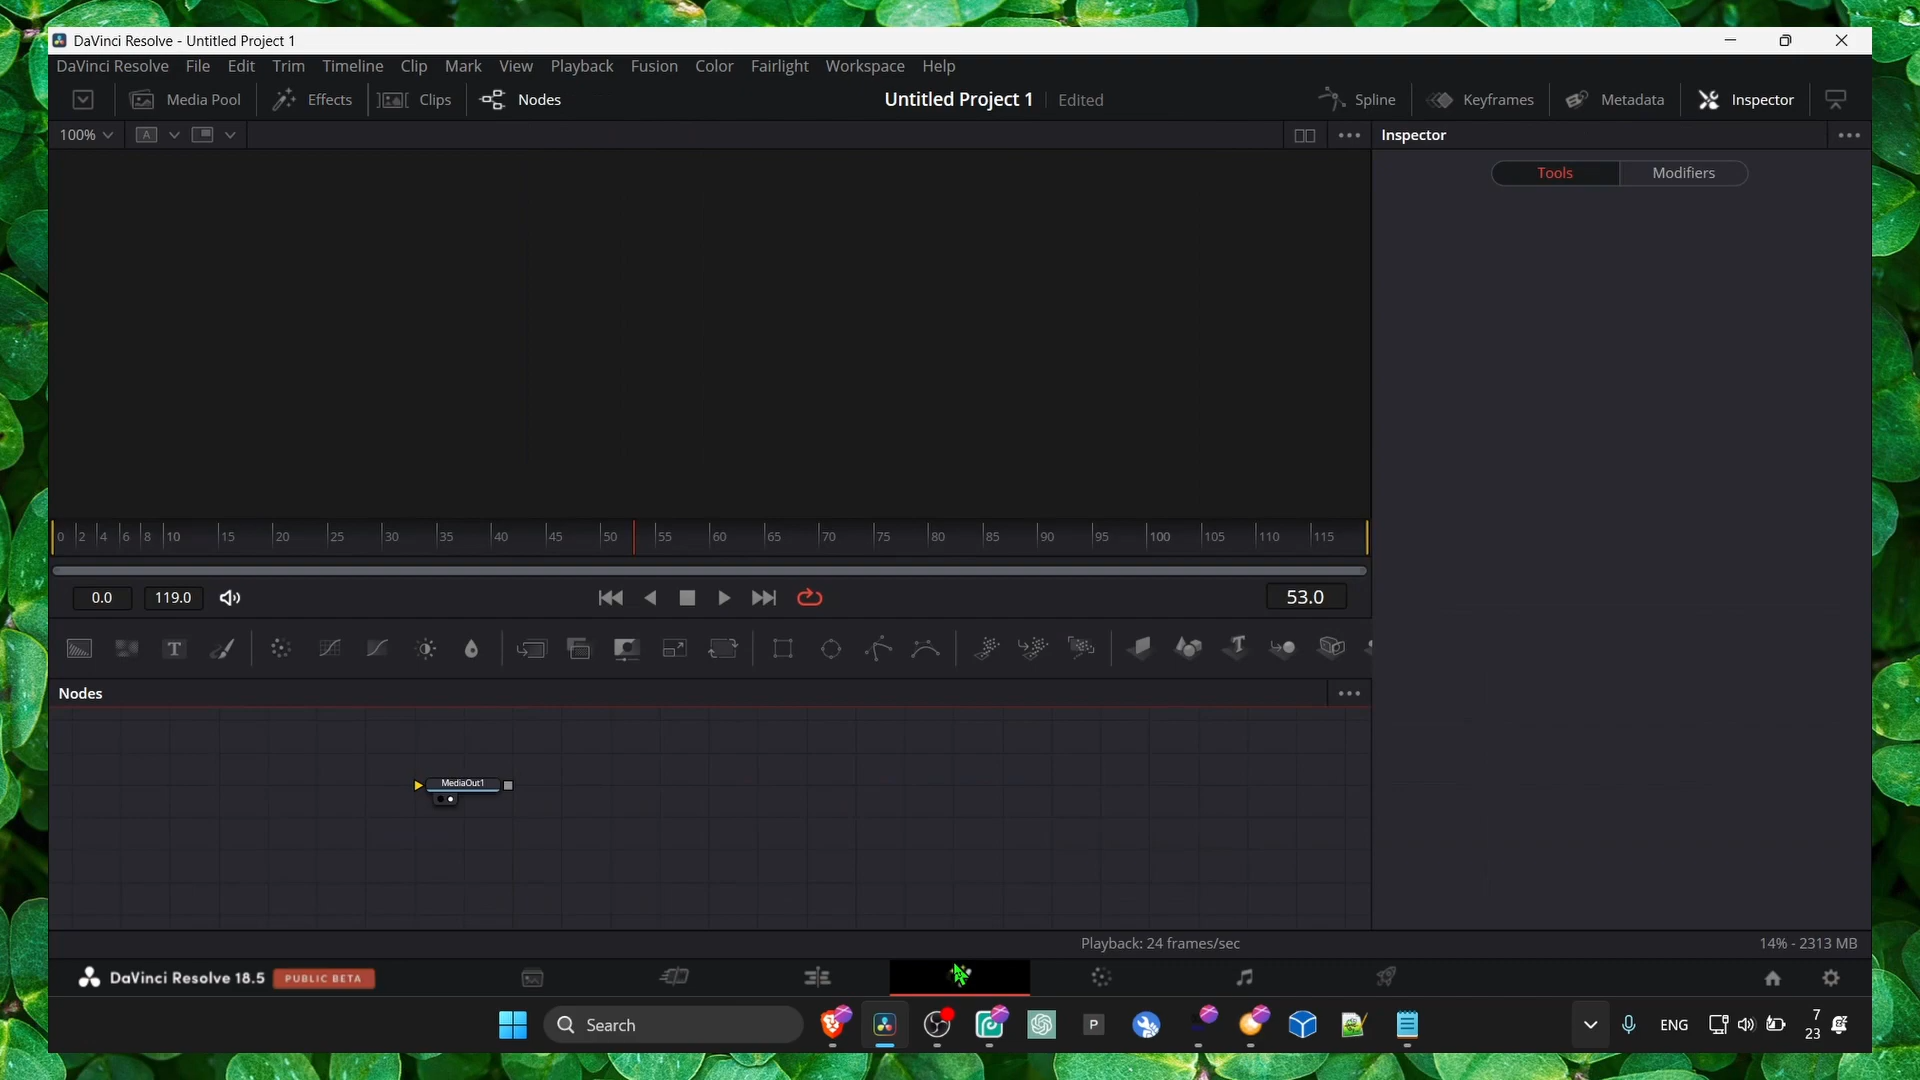 DaVinci Resolve - Untitled Project 1
DaVinci Resolve File Edit Trim Timeline Clip Mark View Playback Fusion Color Fairlight Workspace Help
Media Pool Effects Clips Nodes Untitled Project 1 Edited Spline Keyframes Metadata Inspector
100% A Inspector
Tools Modifiers
0 2 4 6 8 10 15 20 25 30 35 40 45 50 55 60 65 70 75 80 85 90 95 100 105 110 115
0.0 119.0 53.0
T T
Nodes
MediaOut1
Playback: 24 frames/sec 14% - 2313 MB
DaVinci Resolve 18.5 PUBLIC BETA
Search P ENG 7
23